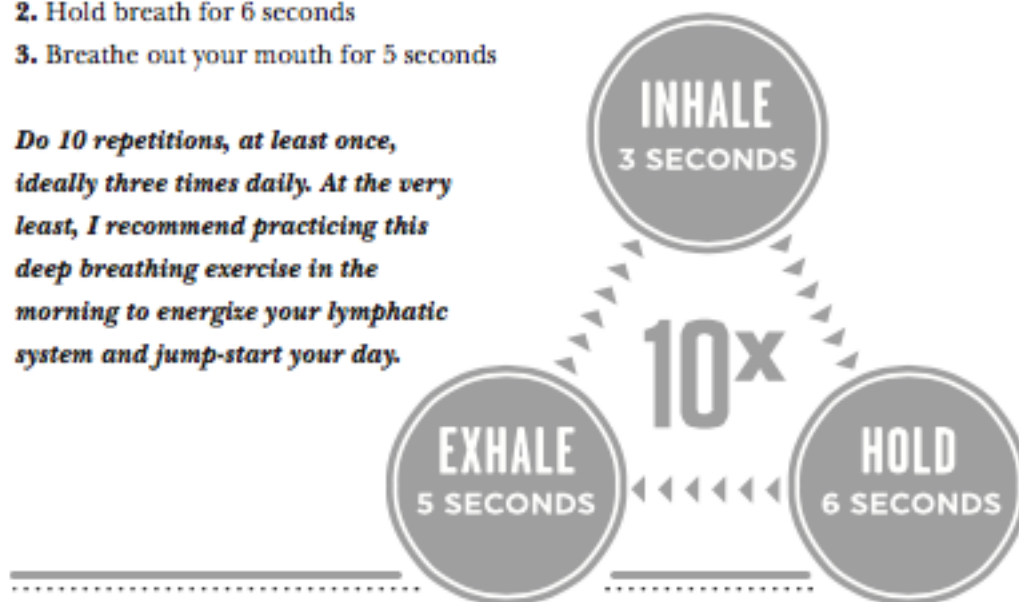 2. Hold breath for 6 seconds
3. Breathe out your mouth for 5 seconds
Do 10 repetitions, at least once,
ideally three times daily. At the very
least, I recommend practicing this
deep breathing exercise in the
morning to energize your lymphatic
system and jump-start your day.
INHALE
3 SECONDS
10x
EXHALE
5 SECONDS
HOLD
6 SECONDS